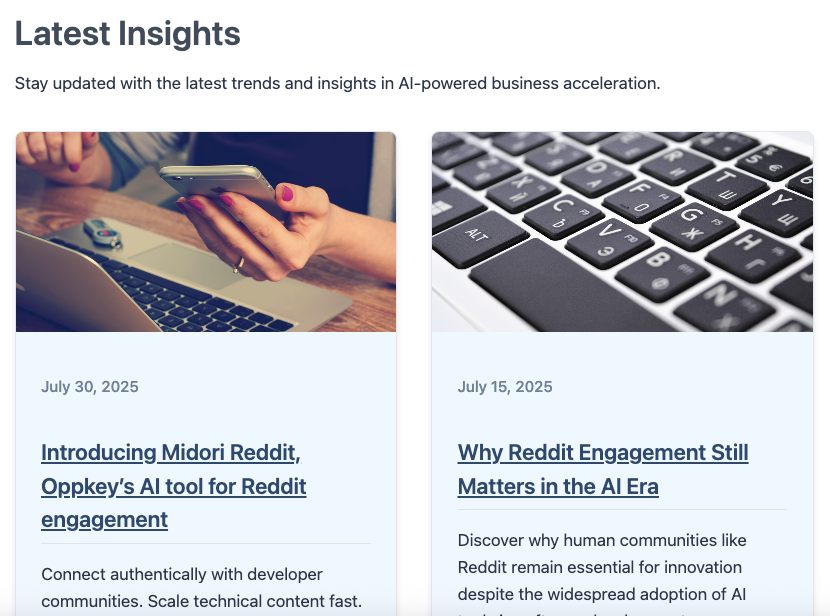 Latest Insights
Stay updated with the latest trends and insights in AI-powered business acceleration.
ALT
July 30, 2025
Introducing Midori Reddit,
Oppkey’s AI tool for Reddit
engagement
Connect authentically with developer
communities. Scale technical content fast.
July 15, 2025
Why Reddit Engagement Still
Matters in the AI Era
Discover why human communities like
Reddit remain essential for innovation
despite the widespread adoption of AI